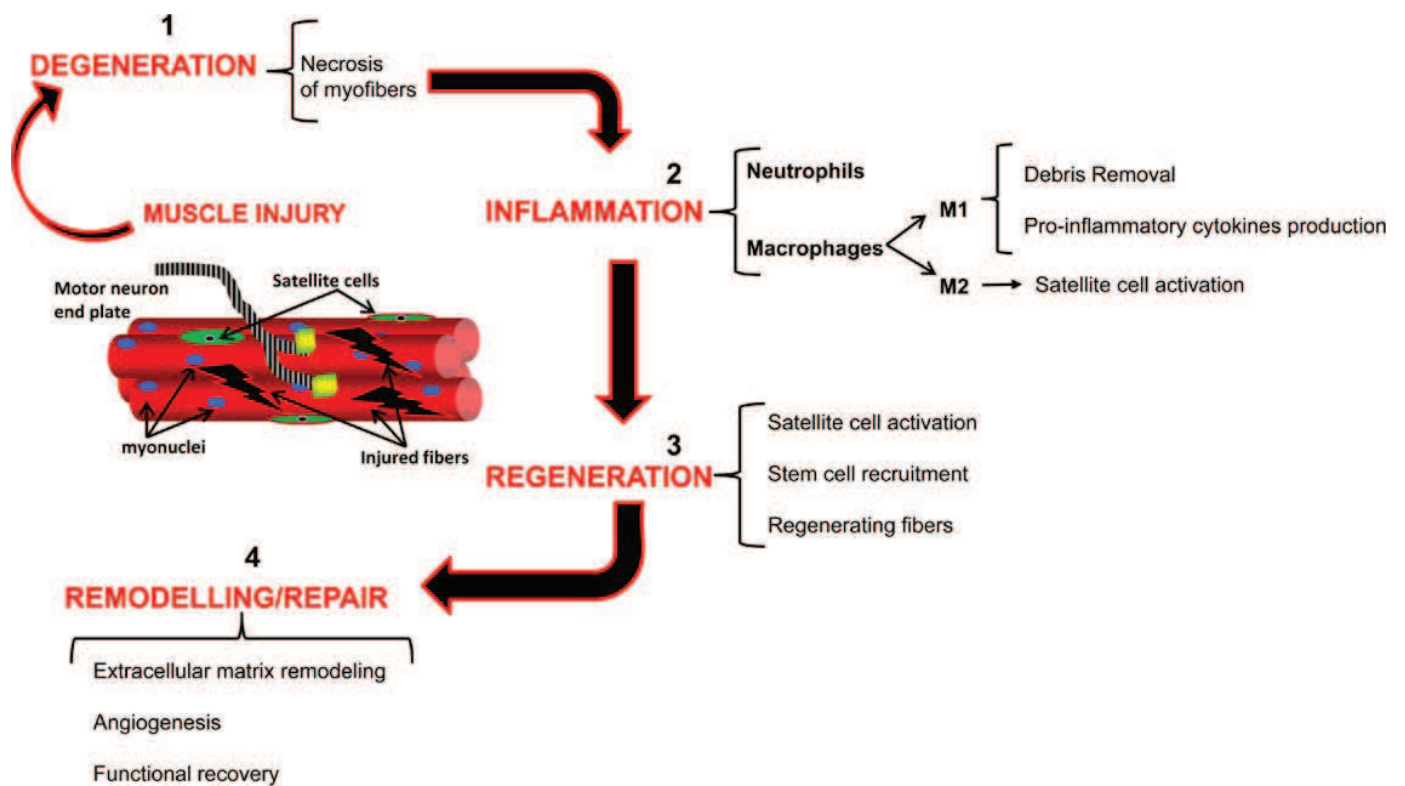 1
DEGENERATION
Necrosis
of myofibers
MUSCLE INJURY
Motor neuron
end plate
Satellite cells
myonuclei
Injured fibers
2
INFLAMMATION
Neutrophils
Macrophages
M1
Debris Removal
Pro-inflammatory cytokines production
M2
Satellite cell activation
3
REGENERATION
Satellite cell activation
Stem cell recruitment
Regenerating fibers
4
REMODELLING/REPAIR
Extracellular matrix remodeling
Angiogenesis
Functional recovery